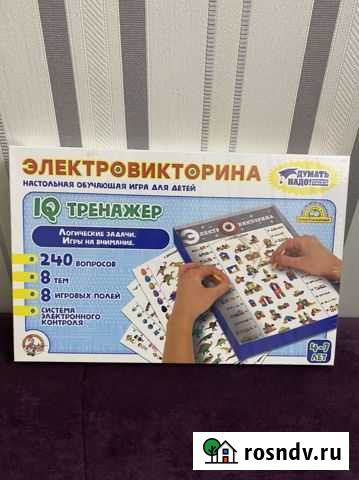 ЭЛЕКТРОВИКТОРИНА
НАСТОЛЬНАЯ ОБУЧАЮЩАЯ ИГРА ДЛЯ ДЕТЕЙ
ДУМАТЬ
НАДО!
IQ ТРЕНАЖЕР
Логические задачи.
Игры на внимание.
240 ВОПРОСОВ
8 ТЕМ
8 ИГРОВЫХ ПОЛЕЙ
СИСТЕМА
ЭЛЕКТРОННОГО
КОНТРОЛЯ
ЭЛЕКТРОВИКТОРИНА
4-7
ЛЕТ
rosndv.ru